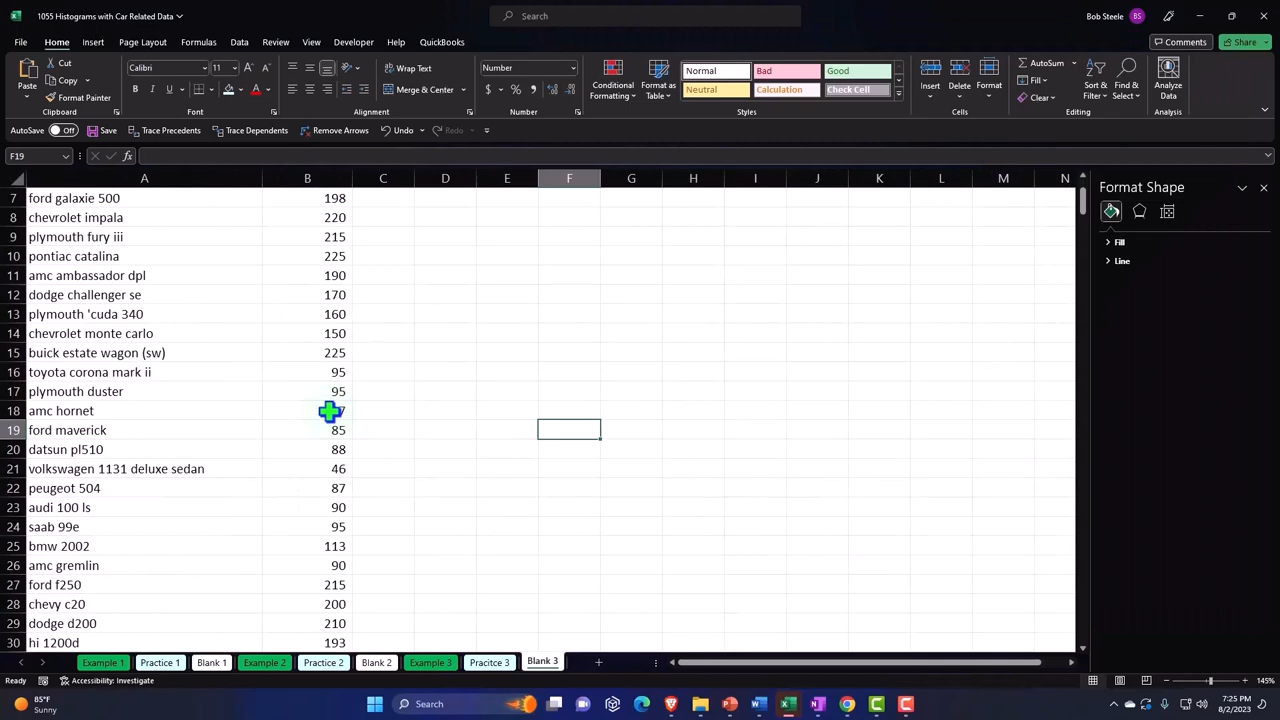 1055 Histograms with Car Related Data
Search
Bob Steele
BS
File Home Insert Page Layout Formulas Data Review View Developer Help QuickBooks
Comments
Share
Paste
Cut
Copy
Format Painter
Clipboard
Calibri
11
B I U
Font
Wrap Text
Merge & Center
Alignment
Number
$ % 9
Number
Conditional Formatting
Format as Table
Normal Bad Good
Neutral Calculation Check Cell
Styles
Insert Delete Format
Cells
AutoSum
Fill
Clear
Sort & Filter
Find & Select
Editing
Analyze Data
Analysis
AutoSave Off Save Trace Precedents Trace Dependents Remove Arrows Undo Redo
F19
fx
Format Shape
Fill
Line
A B C D E F G H I J K L M N
7 ford galaxie 500 198
8 chevrolet impala 220
9 plymouth fury iii 215
10 pontiac catalina 225
11 amc ambassador dpl 190
12 dodge challenger se 170
13 plymouth 'cuda 340 160
14 chevrolet monte carlo 150
15 buick estate wagon (sw) 225
16 toyota corona mark ii 95
17 plymouth duster 95
18 amc hornet
19 ford maverick 85
20 datsun pl510 88
21 volkswagen 1131 deluxe sedan 46
22 peugeot 504 87
23 audi 100 ls 90
24 saab 99e 95
25 bmw 2002 113
26 amc gremlin 90
27 ford f250 215
28 chevy c20 200
29 dodge d200 210
30 hi 1200d 193
Example 1 Practice 1 Blank 1 Example 2 Practice 2 Blank 2 Example 3 Pracitce 3 Blank 3
Ready
Accessibility: Investigate
145%
85°F
Sunny
Search
7:25 PM
8/2/2023